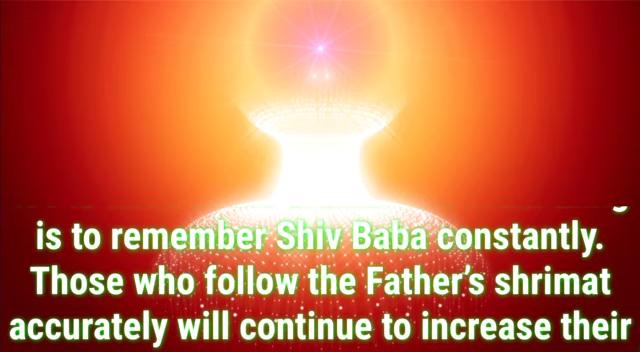 is to remember Shiv Baba constantly.
Those who follow the Father's shrimat
accurately will continue to increase their